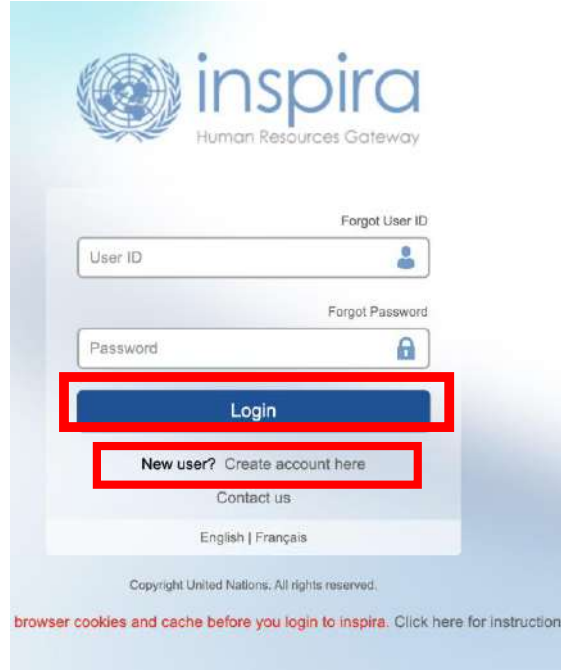 inspira
Human Resources Gateway
Forgot User ID
User ID
Forgot Password
Password
Login
New user? Create account here
Contact us
English | Français
Copyright United Nations. All rights reserved.
browser cookies and cache before you login to inspira. Click here for instruction